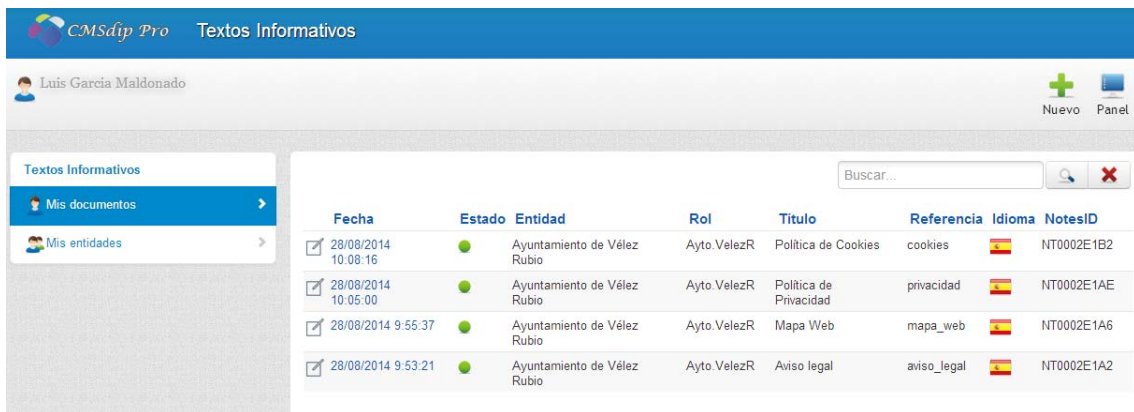 CMSdip Pro Textos Informativos
Luis Garcia Maldonado
Nuevo Panel
Textos Informativos
Mis documentos
Mis entidades
Buscar...
Fecha Estado Entidad Rol Título Referencia Idioma NotesID
28/08/2014 10:08:16 Ayuntamiento de Vélez Rubio Ayto.VelezR Política de Cookies cookies NT0002E1B2
28/08/2014 10:05:00 Ayuntamiento de Vélez Rubio Ayto.VelezR Política de Privacidad privacidad NT0002E1AE
28/08/2014 9:55:37 Ayuntamiento de Vélez Rubio Ayto.VelezR Mapa Web mapa_web NT0002E1A6
28/08/2014 9:53:21 Ayuntamiento de Vélez Rubio Ayto.VelezR Aviso legal aviso_legal NT0002E1A2